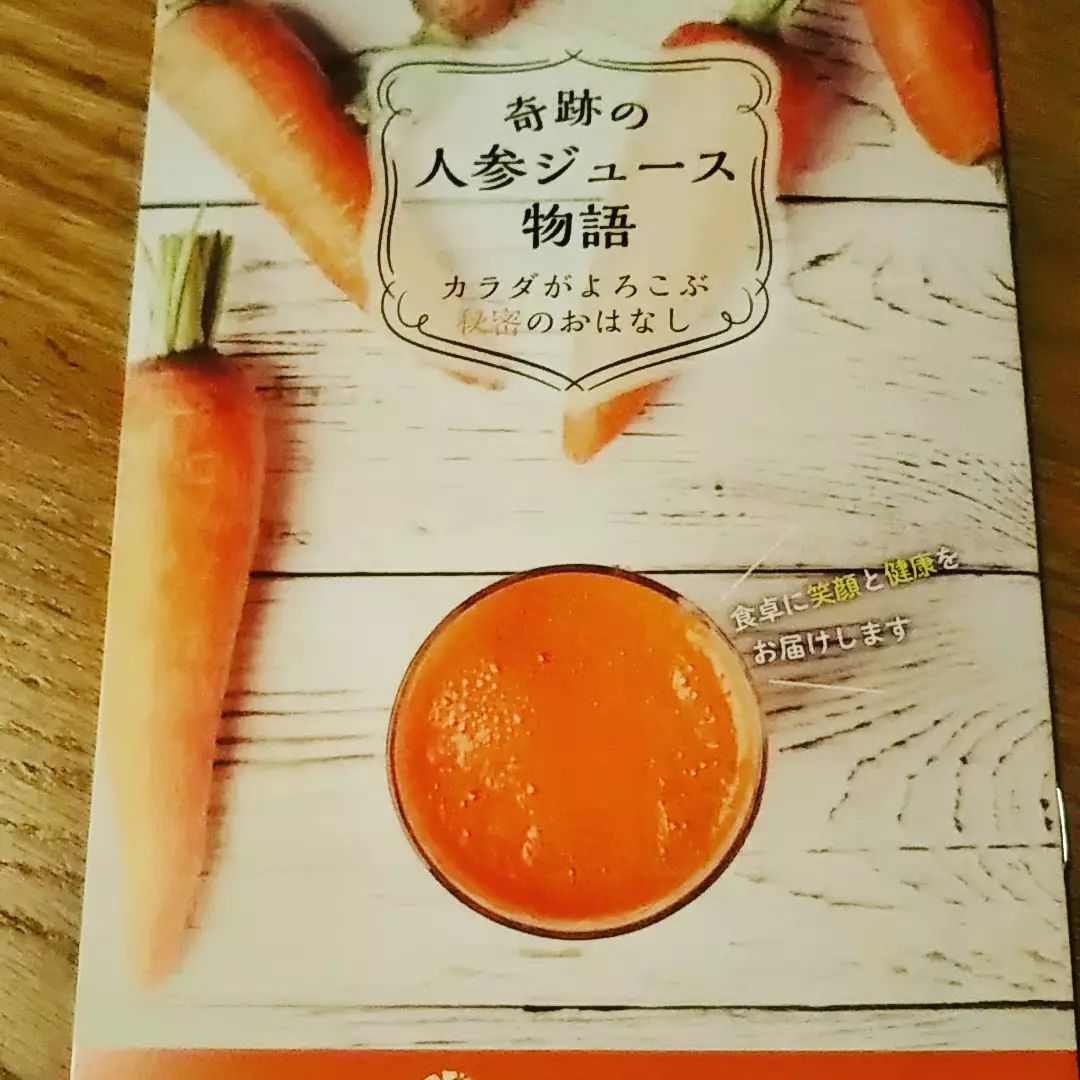 奇跡の
人参ジュース
物語
カラダがよろこぶ
秘密のおはなし
食卓に笑顔と健康を
お届けします